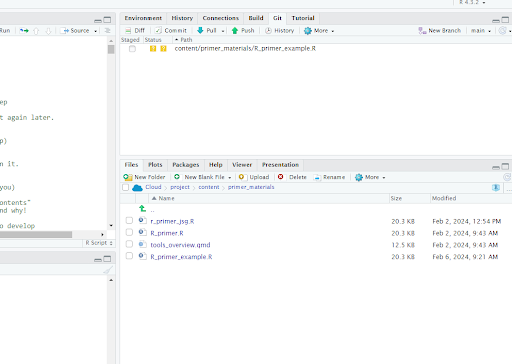 R 4.3.2
Environment History Connections Build Git Tutorial
Run Source
Diff Commit Pull Push History More New Branch main
Staged Status Path
content/primer_materials/R_primer_example.R
ep
t again later.
p)
n it.
you)
ontents"
nd why!
o develop
R Script
Files Plots Packages Help Viewer Presentation
New Folder New Blank File Upload Delete Rename More
Cloud project content primer_materials
Name Size Modified
..
r_primer_jsg.R 20.3 KB Feb 2, 2024, 12:54 PM
R_primer.R 20.3 KB Feb 2, 2024, 9:43 AM
tools_overview.qmd 12.5 KB Feb 2, 2024, 9:43 AM
R_primer_example.R 20.3 KB Feb 6, 2024, 9:21 AM